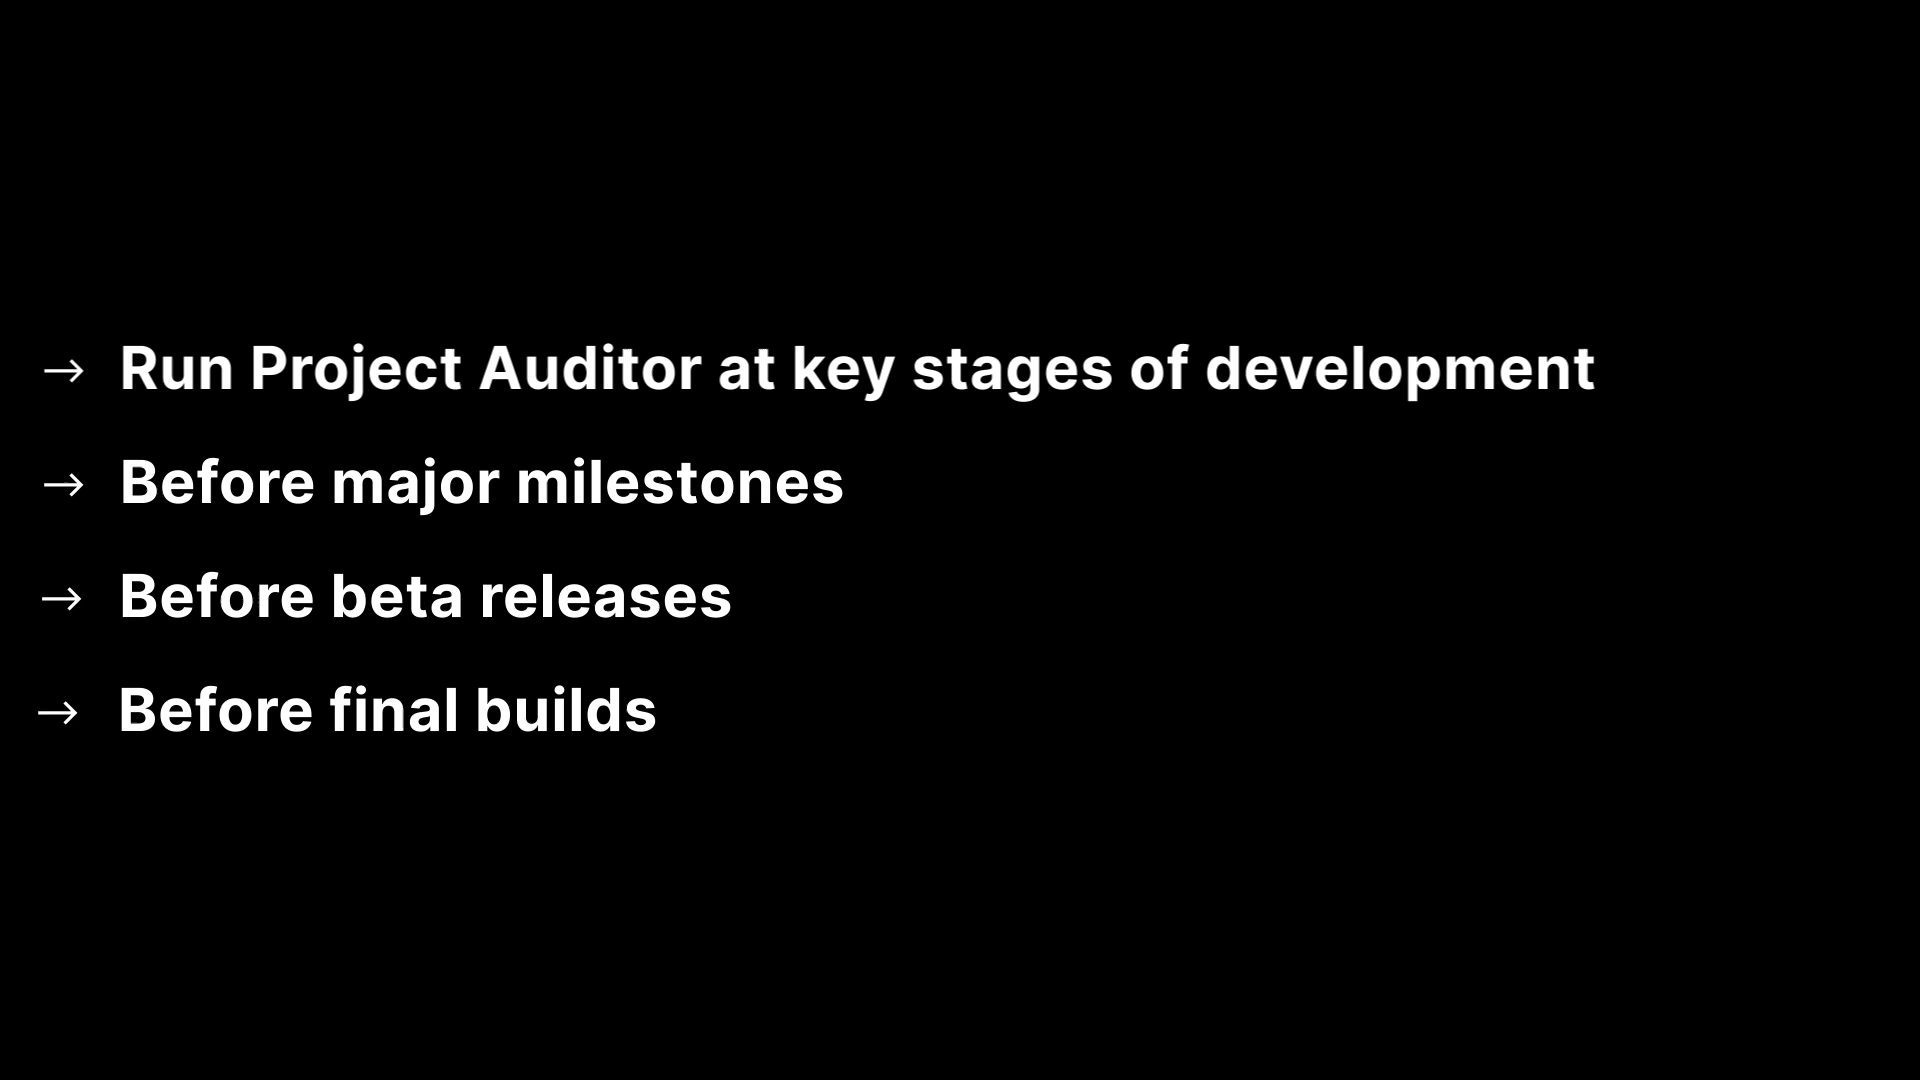 → Run Project Auditor at key stages of development
→ Before major milestones
→ Before beta releases
→ Before final builds